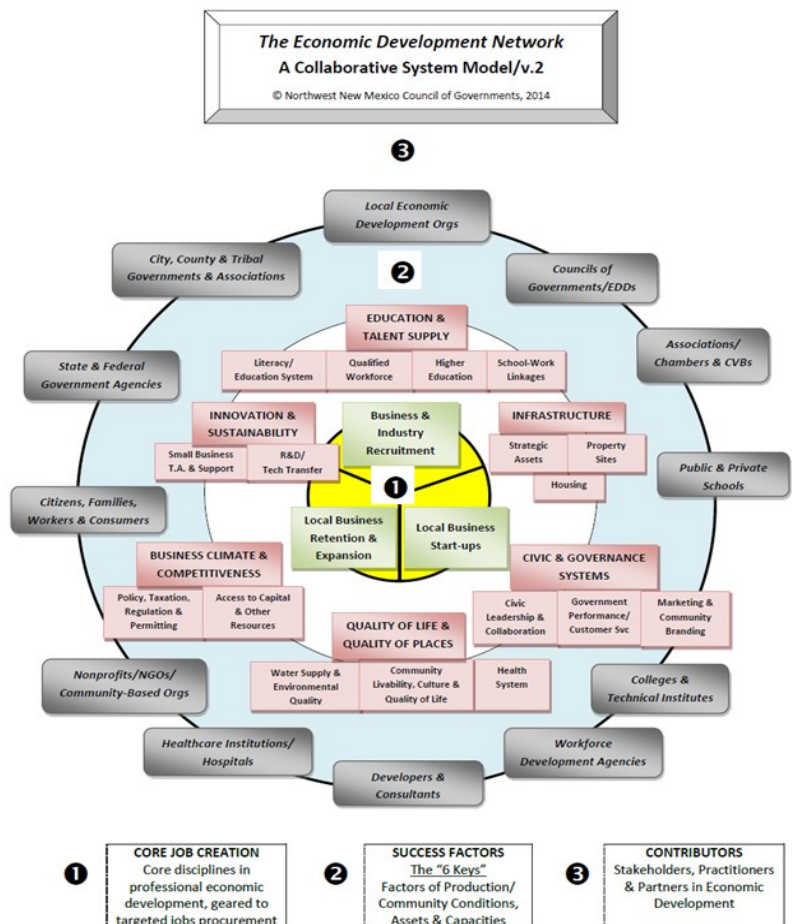 The Economic Development Network
A Collaborative System Model/v.2
© Northwest New Mexico Council of Governments, 2014
3
Local Economic
Development Orgs
City, County & Tribal
Governments & Associations
2
Councils of
Governments/EDDs
EDUCATION &
TALENT SUPPLY
Associations/
Chambers & CVBs
State & Federal
Government Agencies
Literacy/
Education System
Qualified
Workforce
Higher
Education
School-Work
Linkages
INNOVATION &
SUSTAINABILITY
Small Business
T.A. & Support
R&D/
Tech Transfer
Business &
Industry
Recruitment
INFRASTRUCTURE
Strategic
Assets
Property
Sites
Housing
Public & Private
Schools
1
Citizens, Families,
Workers & Consumers
Local Business
Retention &
Expansion
Local Business
Start-ups
BUSINESS CLIMATE &
COMPETITIVENESS
Policy, Taxation,
Regulation &
Permitting
Access to Capital
& Other
Resources
CIVIC & GOVERNANCE
SYSTEMS
Civic
Leadership &
Collaboration
Government
Performance/
Customer Svc
Marketing &
Community
Branding
QUALITY OF LIFE &
QUALITY OF PLACES
Water Supply &
Environmental
Quality
Community
Livability, Culture &
Quality of Life
Health
System
Nonprofits/NGOs/
Community-Based Orgs
Colleges &
Technical Institutes
Healthcare Institutions/
Hospitals
Workforce
Development Agencies
Developers &
Consultants
1
CORE JOB CREATION
Core disciplines in
professional economic
development, geared to
targeted jobs procurement
2
SUCCESS FACTORS
The "6 Keys"
Factors of Production/
Community Conditions,
Assets & Capacities
3
CONTRIBUTORS
Stakeholders, Practitioners
& Partners in Economic
Development